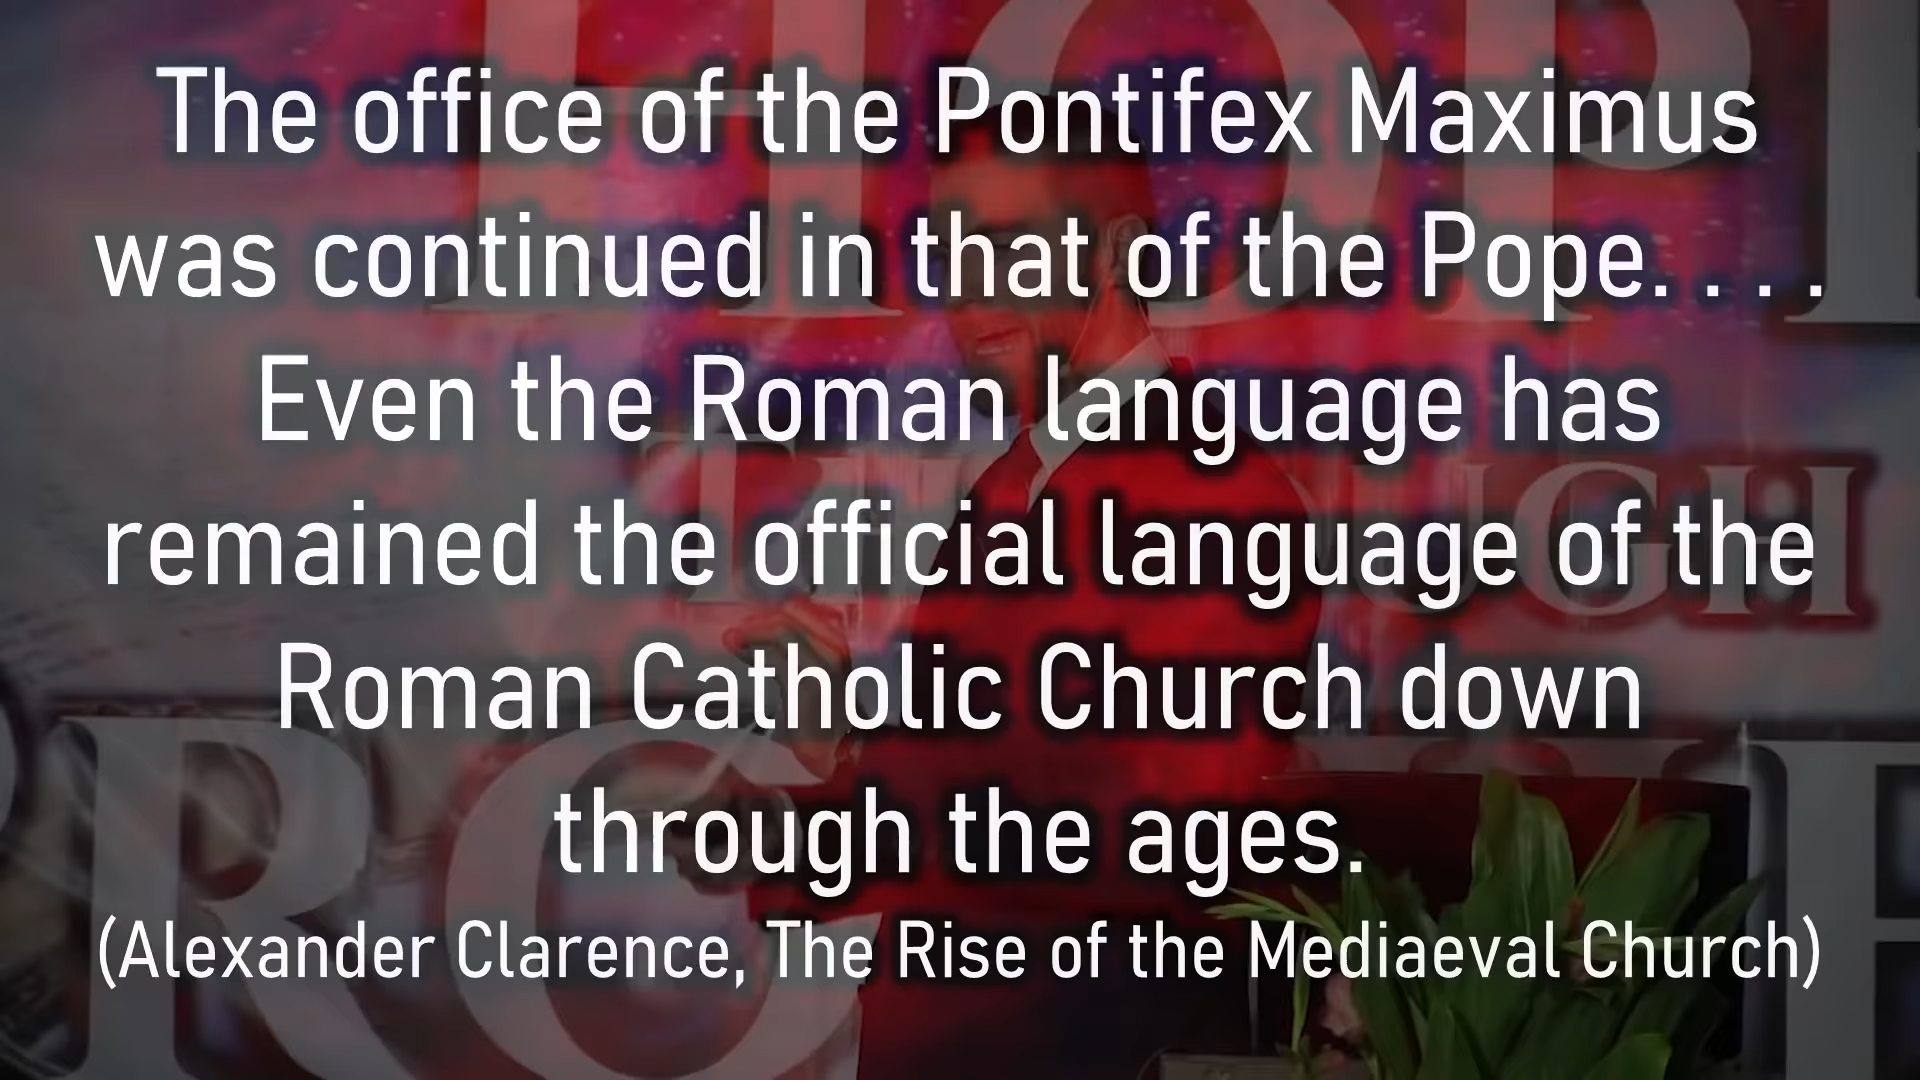 The office of the Pontifex Maximus
was continued in that of the Pope. . . .
Even the Roman language has
remained the official language of the
Roman Catholic Church down
through the ages.
(Alexander Clarence, The Rise of the Mediaeval Church)